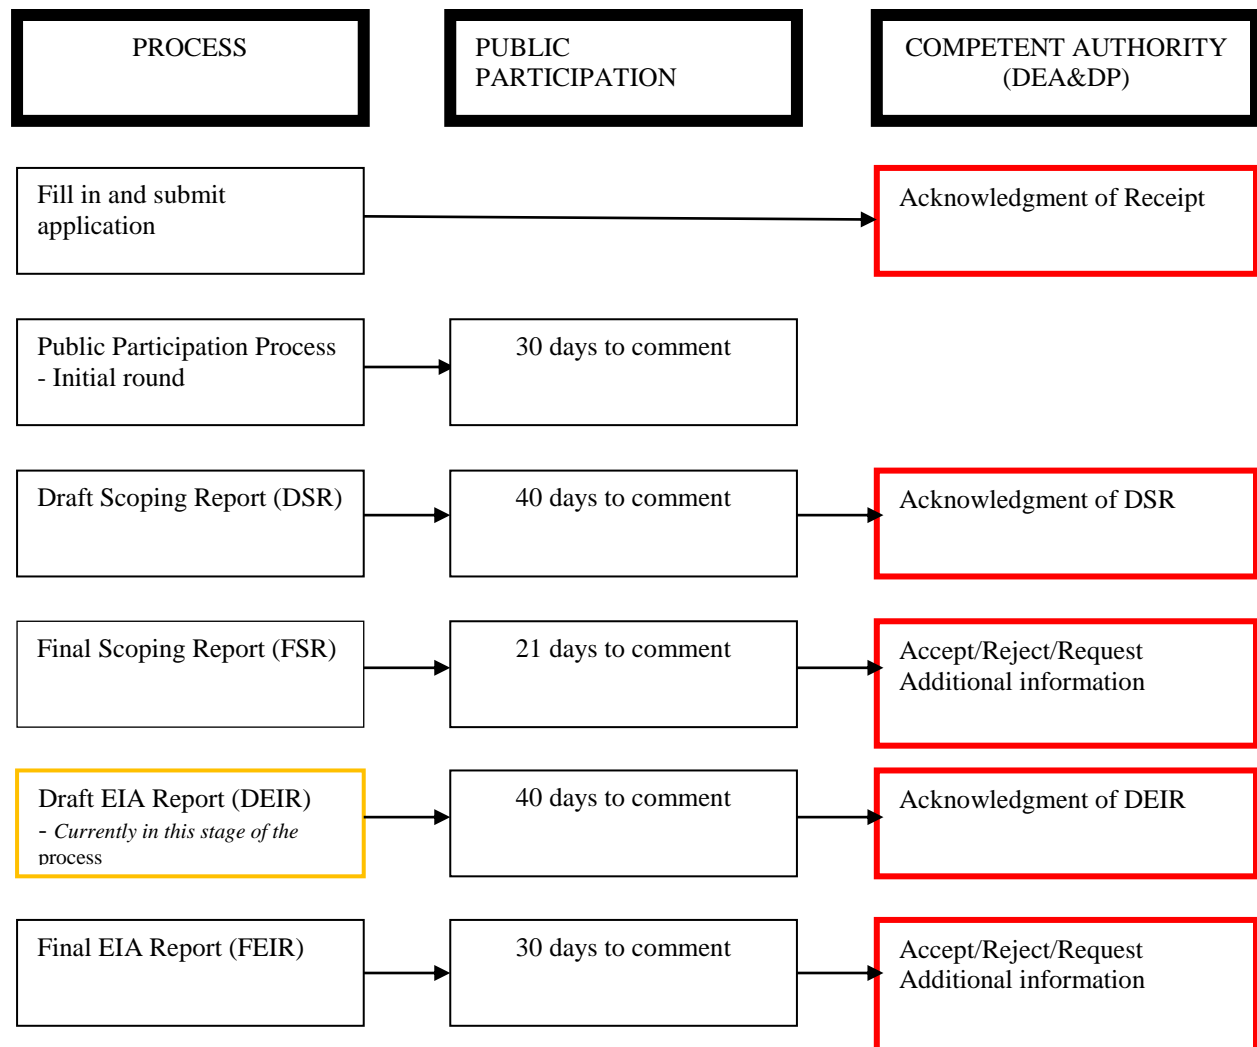 PROCESS
PUBLIC
PARTICIPATION
COMPETENT AUTHORITY
(DEA&DP)
Fill in and submit
application
Acknowledgment of Receipt
Public Participation Process
- Initial round
30 days to comment
Draft Scoping Report (DSR)
40 days to comment
Acknowledgment of DSR
Final Scoping Report (FSR)
21 days to comment
Accept/Reject/Request
Additional information
Draft EIA Report (DEIR)
- Currently in this stage of the
process
40 days to comment
Acknowledgment of DEIR
Final EIA Report (FEIR)
30 days to comment
Accept/Reject/Request
Additional information